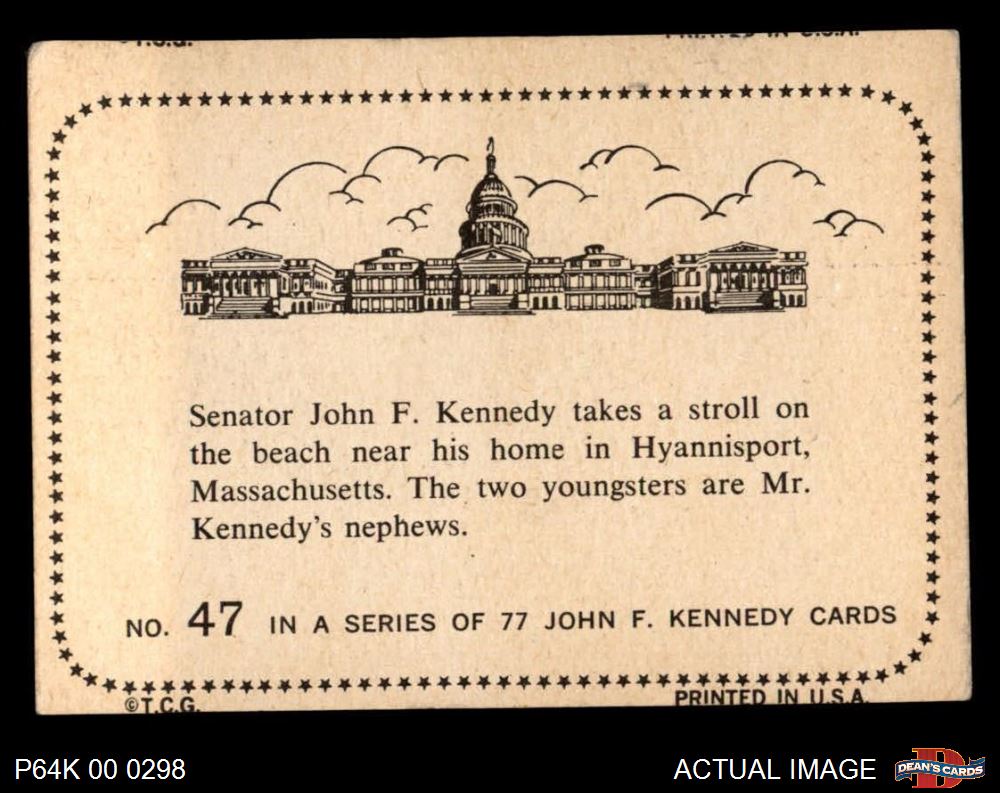 Senator John F. Kennedy takes a stroll on
the beach near his home in Hyannisport,
Massachusetts. The two youngsters are Mr.
Kennedy's nephews.
NO. 47 IN A SERIES OF 77 JOHN F. KENNEDY CARDS
©T.C.G. PRINTED IN U.S.A.
P64K 00 0298 ACTUAL IMAGE DEAN'S CARDS